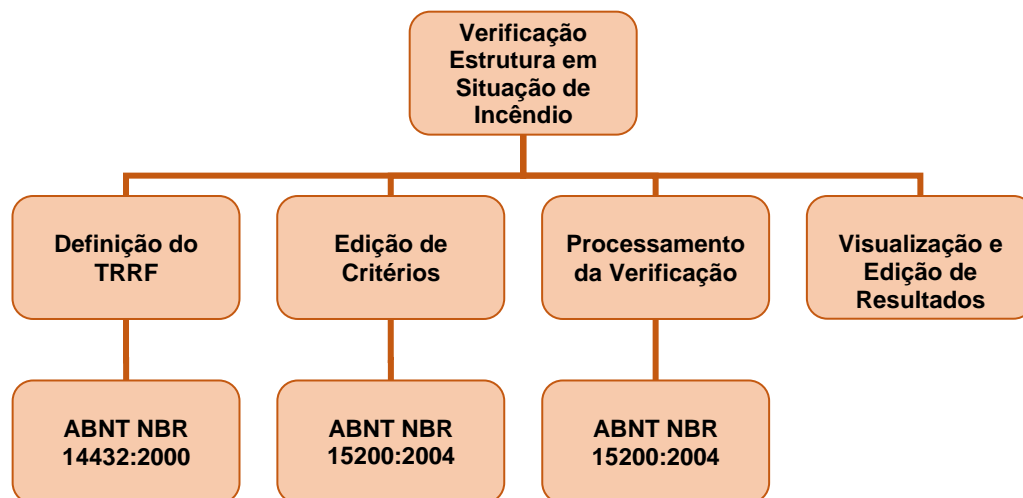 Verificação
Estrutura em
Situação de
Incêndio
Definição do
TRRF
Edição de
Critérios
Processamento
da Verificação
Visualização e
Edição de
Resultados
ABNT NBR
14432:2000
ABNT NBR
15200:2004
ABNT NBR
15200:2004